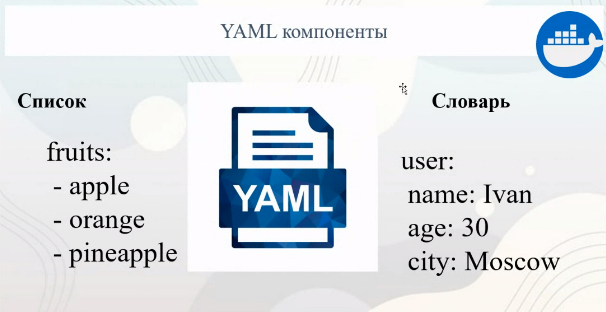 YAML компоненты
Список
fruits:
- apple
- orange
- pineapple
YAML
Словарь
user:
name: Ivan
age: 30
city: Moscow